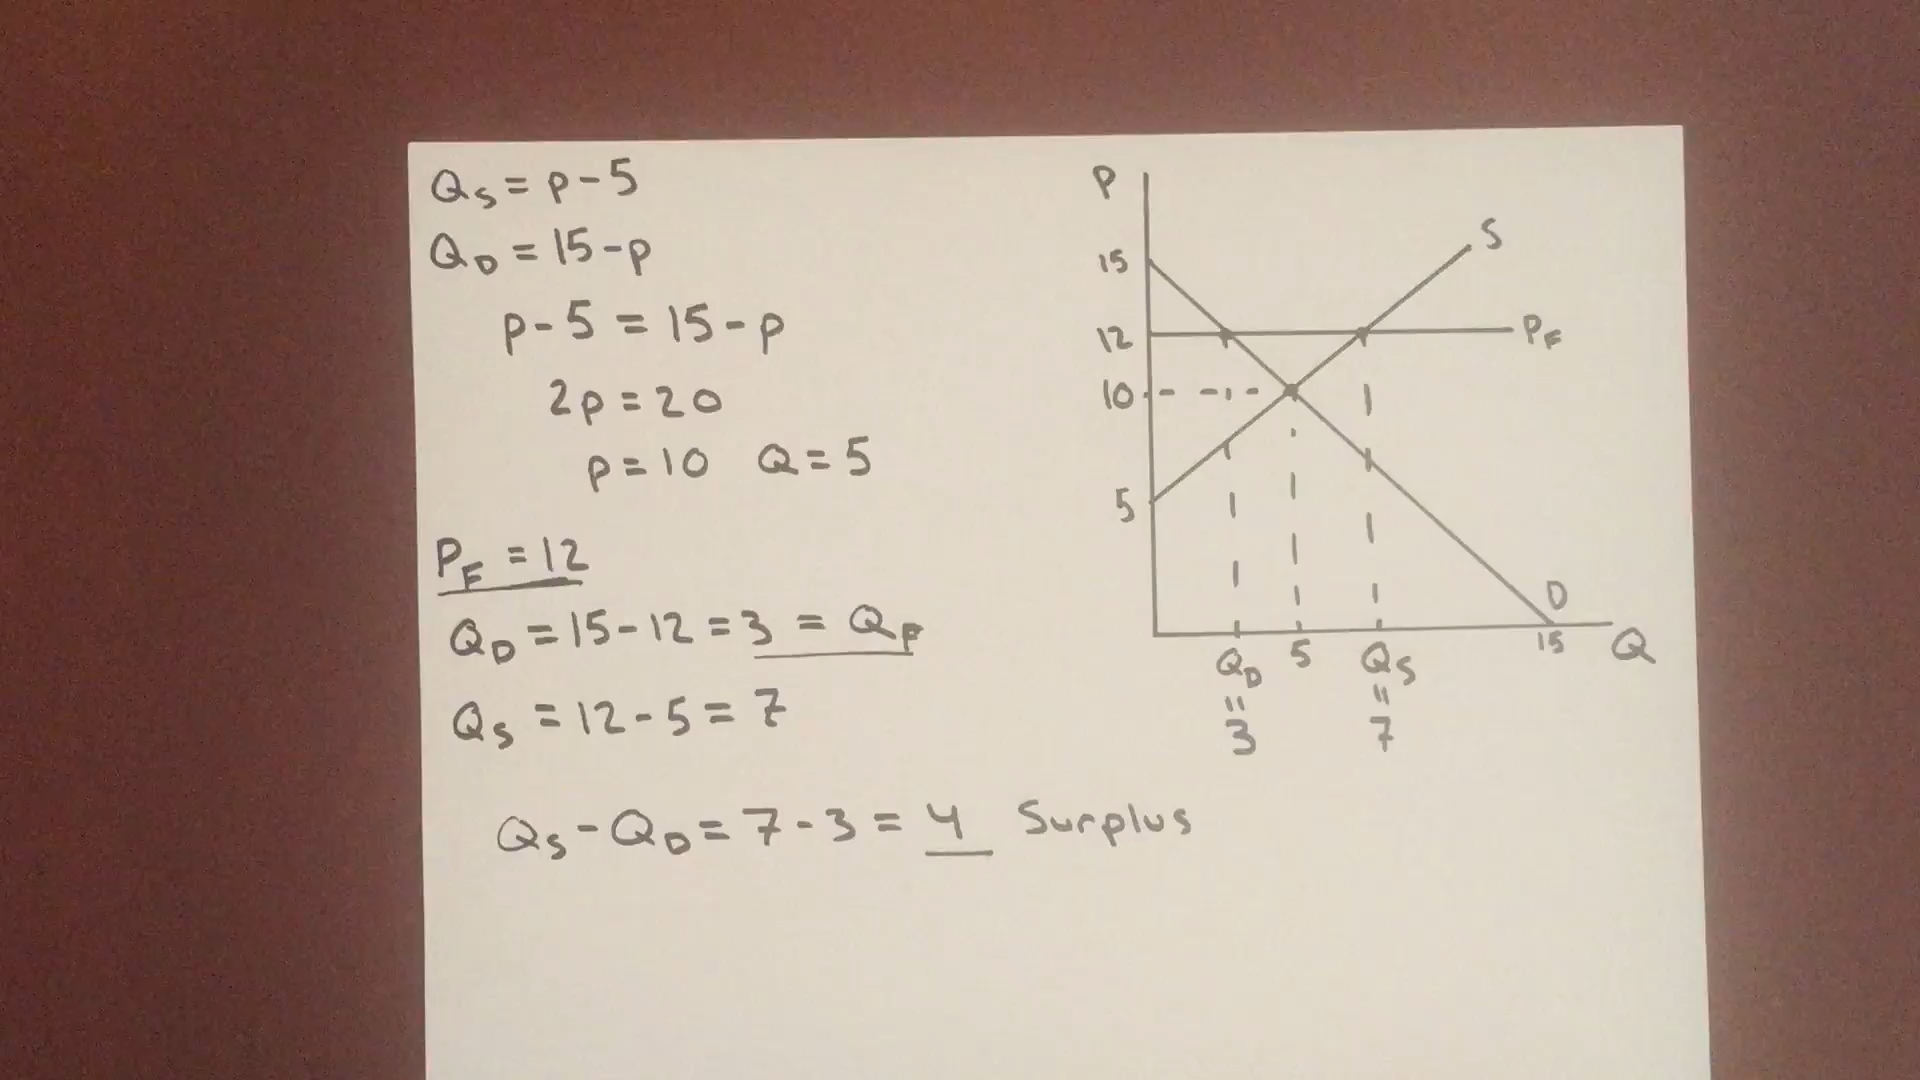 Qs = p - 5
QD = 15 - p
p - 5 = 15 - p
2p = 20
p = 10 Q = 5
PF = 12
QD = 15 - 12 = 3 = QF
Qs = 12 - 5 = 7
Qs - QD = 7 - 3 = 4 Surplus
P
S
15
12
PF
10
5
D
QD 5 Qs 15 Q
= =
3 7